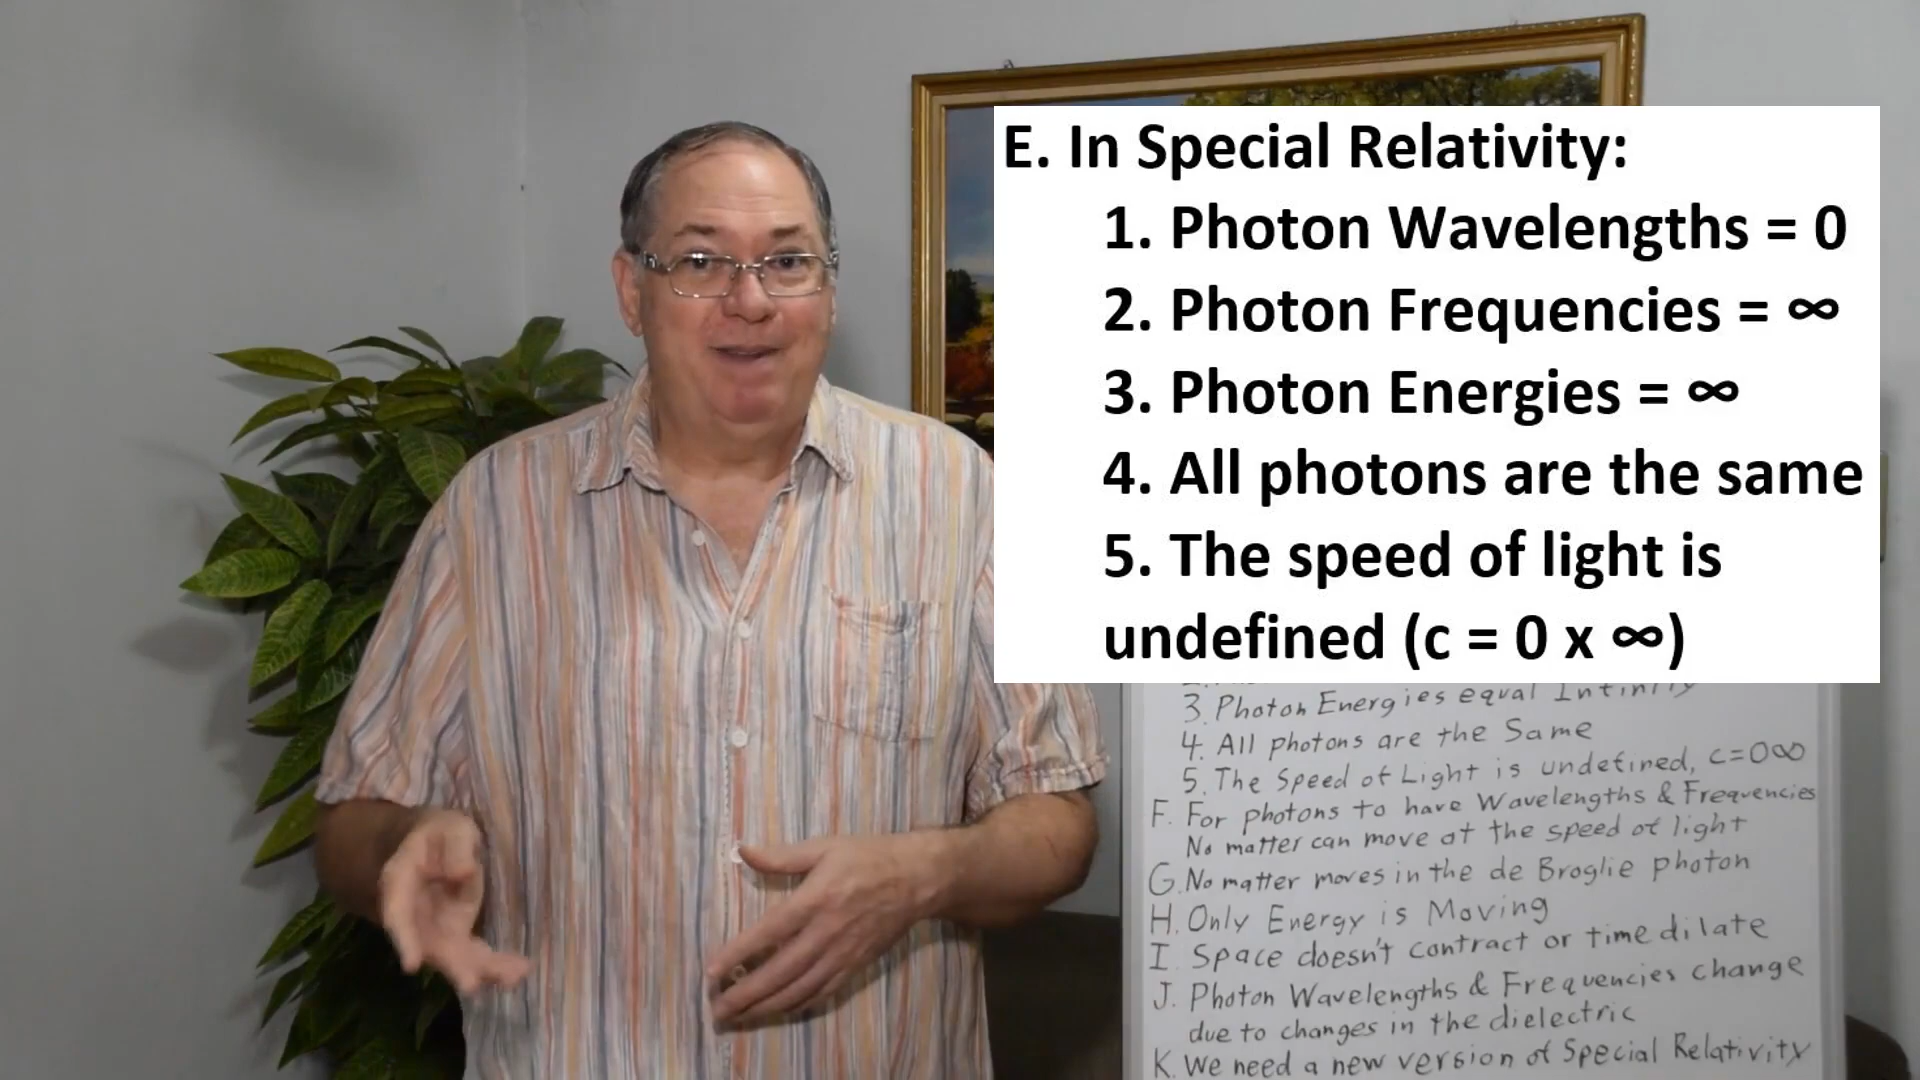 E. In Special Relativity:
1. Photon Wavelengths = 0
2. Photon Frequencies = ∞
3. Photon Energies = ∞
4. All photons are the same
5. The speed of light is
undefined (c = 0 x ∞)
3. Photon Energies equal Infinity
4. All photons are the Same
5. The Speed of Light is undefined, c=0∞
F. For photons to have Wavelengths & Frequencies
No matter can move at the speed of light
G. No matter moves in the de Broglie photon
H. Only Energy is Moving
I. Space doesn't contract or time dilate
J. Photon Wavelengths & Frequencies change
due to changes in the dielectric
K. We need a new version of Special Relativity